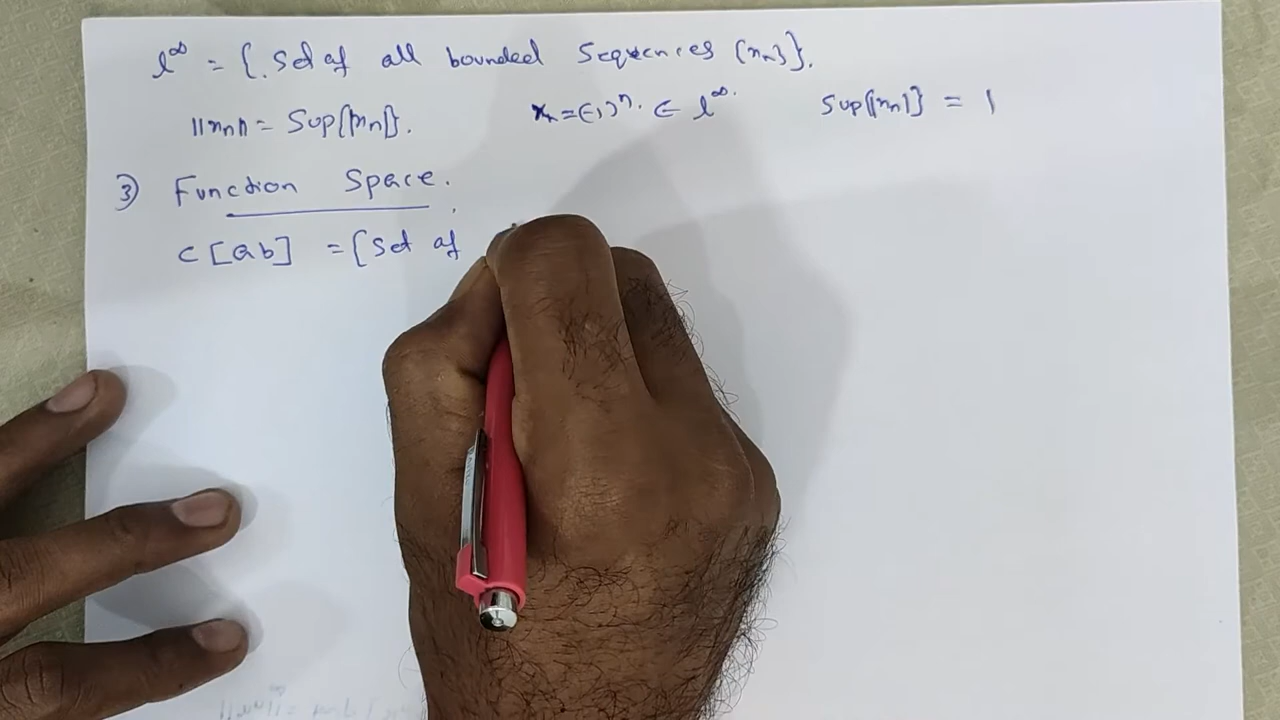 l^∞ = {. Set of all bounded Sequences {xn}}.
||xn|| = Sup{|xn|}. xn = (-1)^n. ∈ l^∞. Sup{|xn|} = 1
3) Function Space.
C[a b] = {Set of